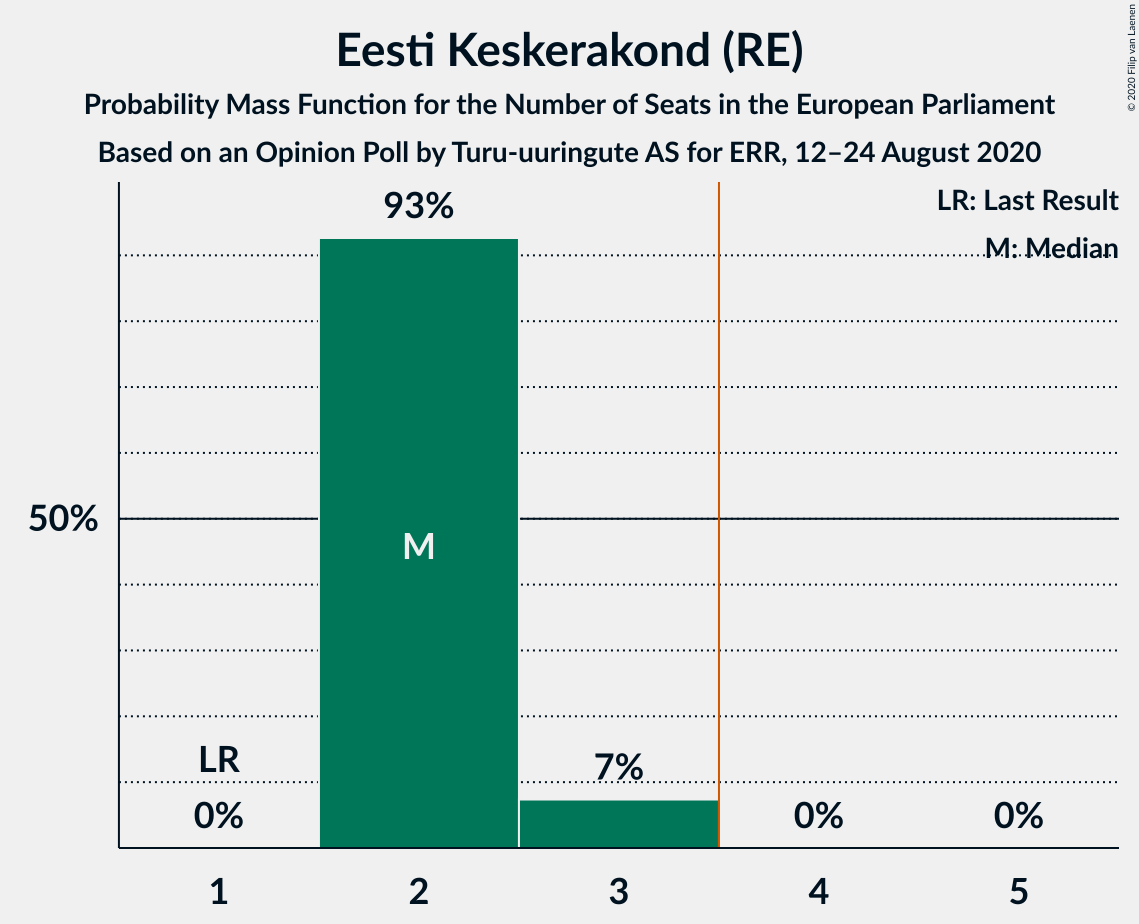 Eesti Keskerakond (RE)
Probability Mass Function for the Number of Seats in the European Parliament
Based on an Opinion Poll by Turu-uuringute AS for ERR, 12–24 August 2020
© 2020 Filip van Laenen
LR: Last Result
M: Median
93%
50%
M
LR
7%
0%
0%
0%
1
2
3
4
5